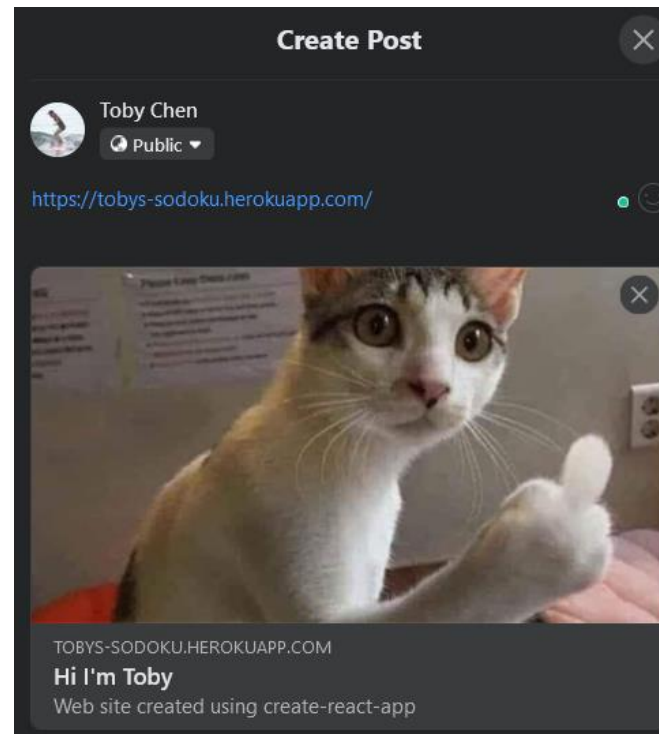 Create Post
Toby Chen
Public
https://tobys-sodoku.herokuapp.com/
Please
TOBYS-SODOKU.HEROKUAPP.COM
Hi I'm Toby
Web site created using create-react-app